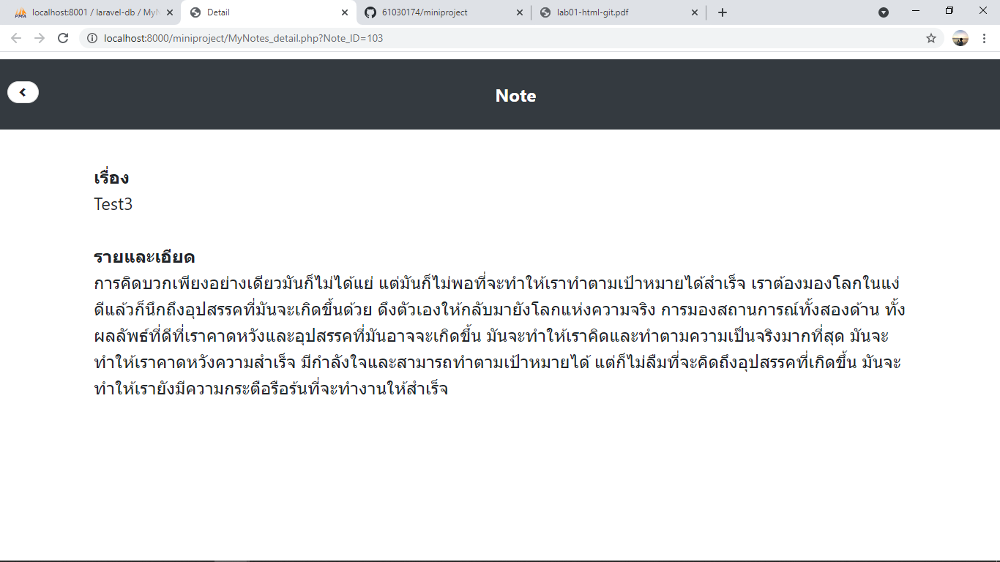 localhost:8001 / laravel-db / MyN
Detail
61030174/miniproject
lab01-html-git.pdf
localhost:8000/miniproject/MyNotes_detail.php?Note_ID=103
Note
เรื่อง
Test3
รายและเอียด
การคิดบวกเพียงอย่างเดียวมันก็ไม่ได้แย่ แต่มันก็ไม่พอที่จะทำให้เราทำตามเป้าหมายได้สำเร็จ เราต้องมองโลกในแง่
ดีแล้วก็นึกถึงอุปสรรคที่มันจะเกิดขึ้นด้วย ดึงตัวเองให้กลับมายังโลกแห่งความจริง การมองสถานการณ์ทั้งสองด้าน ทั้ง
ผลลัพธ์ที่ดีที่เราคาดหวังและอุปสรรคที่มันอาจจะเกิดขึ้น มันจะทำให้เราคิดและทำตามความเป็นจริงมากที่สุด มันจะ
ทำให้เราคาดหวังความสำเร็จ มีกำลังใจและสามารถทำตามเป้าหมายได้ แต่ก็ไม่ลืมที่จะคิดถึงอุปสรรคที่เกิดขึ้น มันจะ
ทำให้เรายังมีความกระตือรือร้นที่จะทำงานให้สำเร็จ